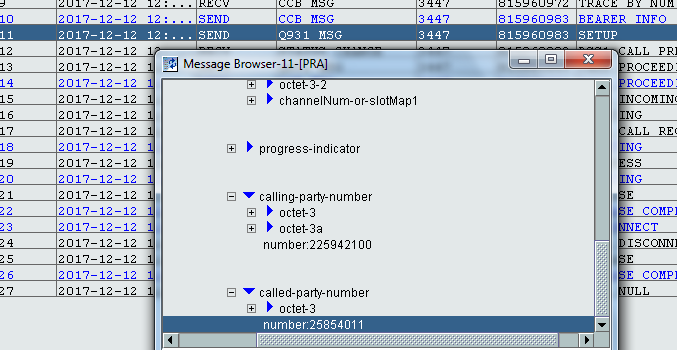 9 2017-12-12 12:... RECV CCB MSG 3447 815960972 TRACE BY NUM
10 2017-12-12 12:... SEND CCB MSG 3447 815960983 BEARER INFO
11 2017-12-12 12:... SEND Q931 MSG 3447 815960983 SETUP
12 2017-12-12 12:... CALL PRE
Message Browser-11-[PRA]
13 2017-12-12 1 PROCEEDI
octet-3-2
14 2017-12-12 1 PROCEEDI
channelNum-or-slotMap1
15 2017-12-12 1 INCOMING
16 2017-12-12 1 ING
17 2017-12-12 1 CALL REC
progress-indicator
18 2017-12-12 1 ING
19 2017-12-12 1 ESS
20 2017-12-12 1 ING
calling-party-number
21 2017-12-12 1 SE
octet-3
22 2017-12-12 1 SE COMPL
octet-3a
23 2017-12-12 1 NNECT
number:225942100
24 2017-12-12 1 DISCONNE
25 2017-12-12 1 SE
26 2017-12-12 1 SE COMPL
called-party-number
27 2017-12-12 1 NULL
octet-3
number:25854011